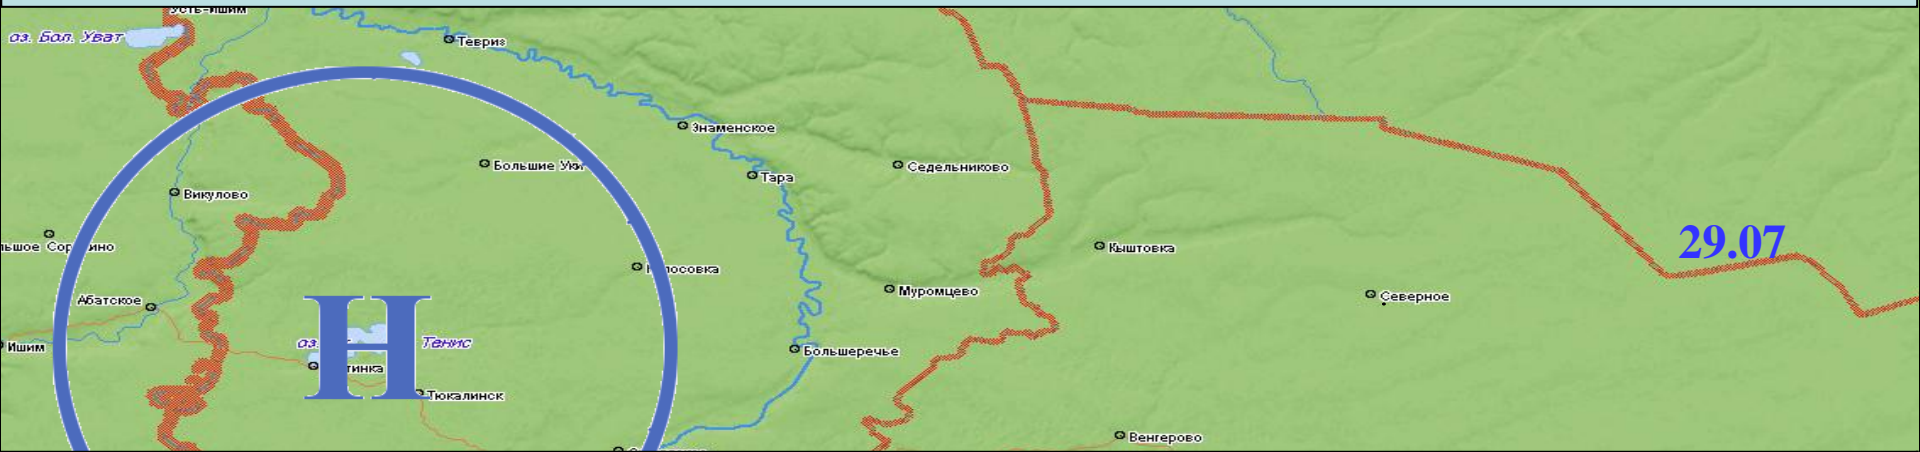 Усть-Ишим
оз. Бол. Уват
Тевриз
Знаменское
Большие Уки
Седельниково
Тара
Викулово
29.07
Кыштовка
Муромцево
Абатское
Северное
Н
оз.
Тенис
Ишим
Большеречье
Тюкалинск
Венгерово